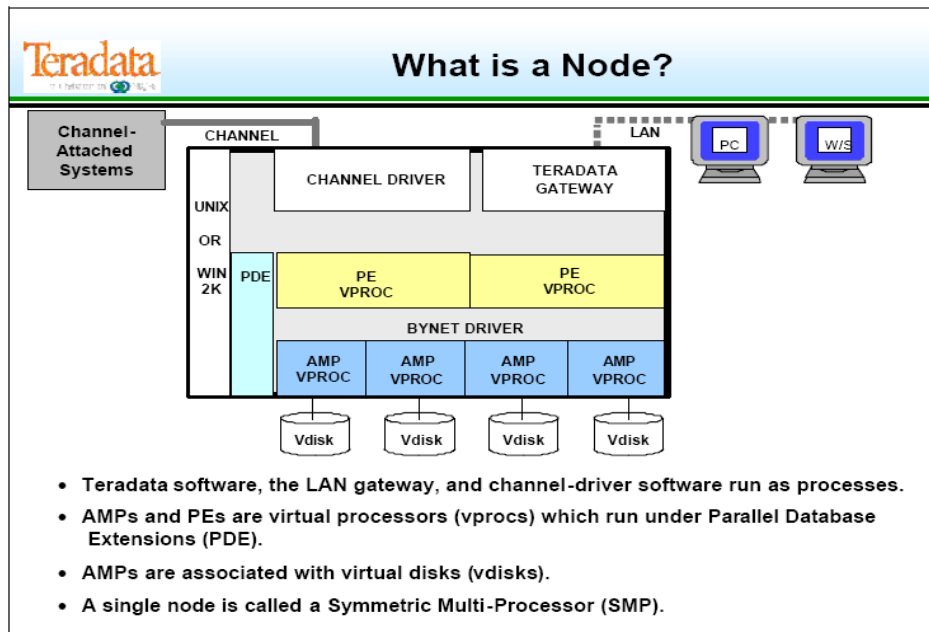 Teradata
What is a Node?
Channel-
Attached
Systems
CHANNEL
LAN
PC
W/S
CHANNEL DRIVER
TERADATA
GATEWAY
UNIX
OR
WIN
2K
PDE
PE
VPROC
PE
VPROC
BYNET DRIVER
AMP
VPROC
AMP
VPROC
AMP
VPROC
AMP
VPROC
Vdisk
Vdisk
Vdisk
Vdisk
• Teradata software, the LAN gateway, and channel-driver software run as processes.
• AMPs and PEs are virtual processors (vprocs) which run under Parallel Database
Extensions (PDE).
• AMPs are associated with virtual disks (vdisks).
• A single node is called a Symmetric Multi-Processor (SMP).